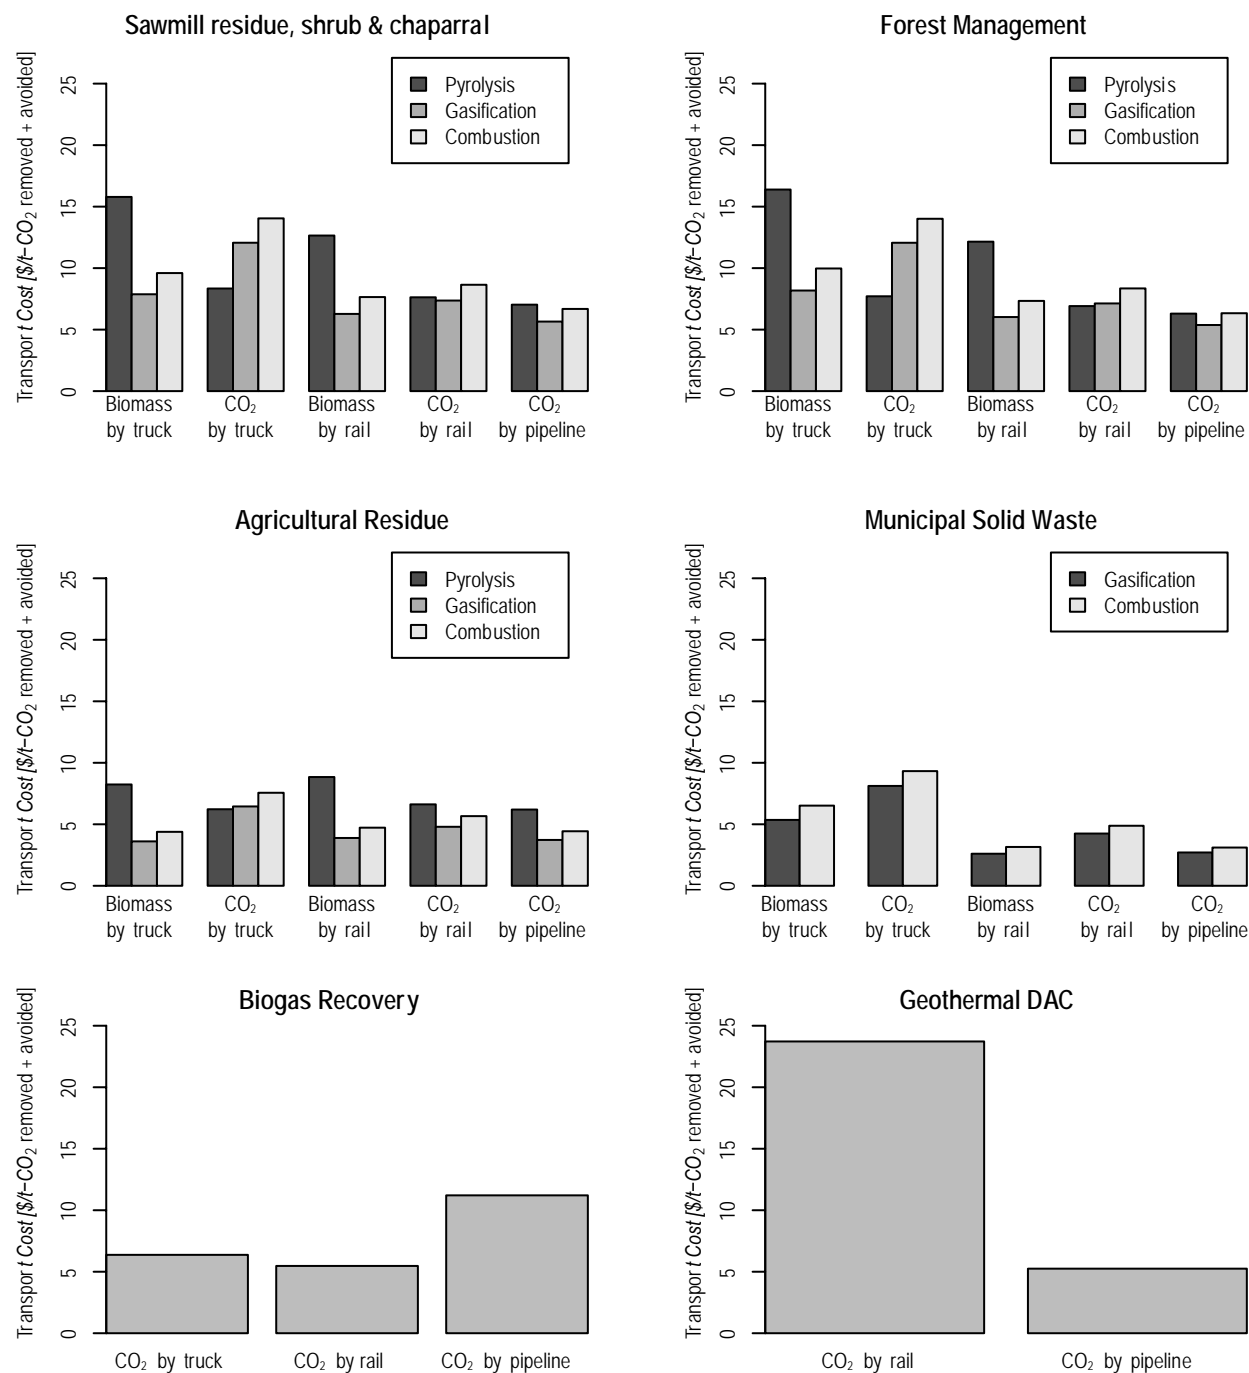 Sawmill residue, shrub & chaparral
Transport Cost [$/t−CO₂ removed + avoided]
25
20
15
10
5
0
Pyrolysis
Gasification
Combustion
Biomass by truck
CO₂ by truck
Biomass by rail
CO₂ by rail
CO₂ by pipeline
Forest Management
Transport Cost [$/t−CO₂ removed + avoided]
25
20
15
10
5
0
Pyrolysis
Gasification
Combustion
Biomass by truck
CO₂ by truck
Biomass by rail
CO₂ by rail
CO₂ by pipeline
Agricultural Residue
Transport Cost [$/t−CO₂ removed + avoided]
25
20
15
10
5
0
Pyrolysis
Gasification
Combustion
Biomass by truck
CO₂ by truck
Biomass by rail
CO₂ by rail
CO₂ by pipeline
Municipal Solid Waste
Transport Cost [$/t−CO₂ removed + avoided]
25
20
15
10
5
0
Gasification
Combustion
Biomass by truck
CO₂ by truck
Biomass by rail
CO₂ by rail
CO₂ by pipeline
Biogas Recovery
Transport Cost [$/t−CO₂ removed + avoided]
25
20
15
10
5
0
CO₂ by truck
CO₂ by rail
CO₂ by pipeline
Geothermal DAC
Transport Cost [$/t−CO₂ removed + avoided]
25
20
15
10
5
0
CO₂ by rail
CO₂ by pipeline